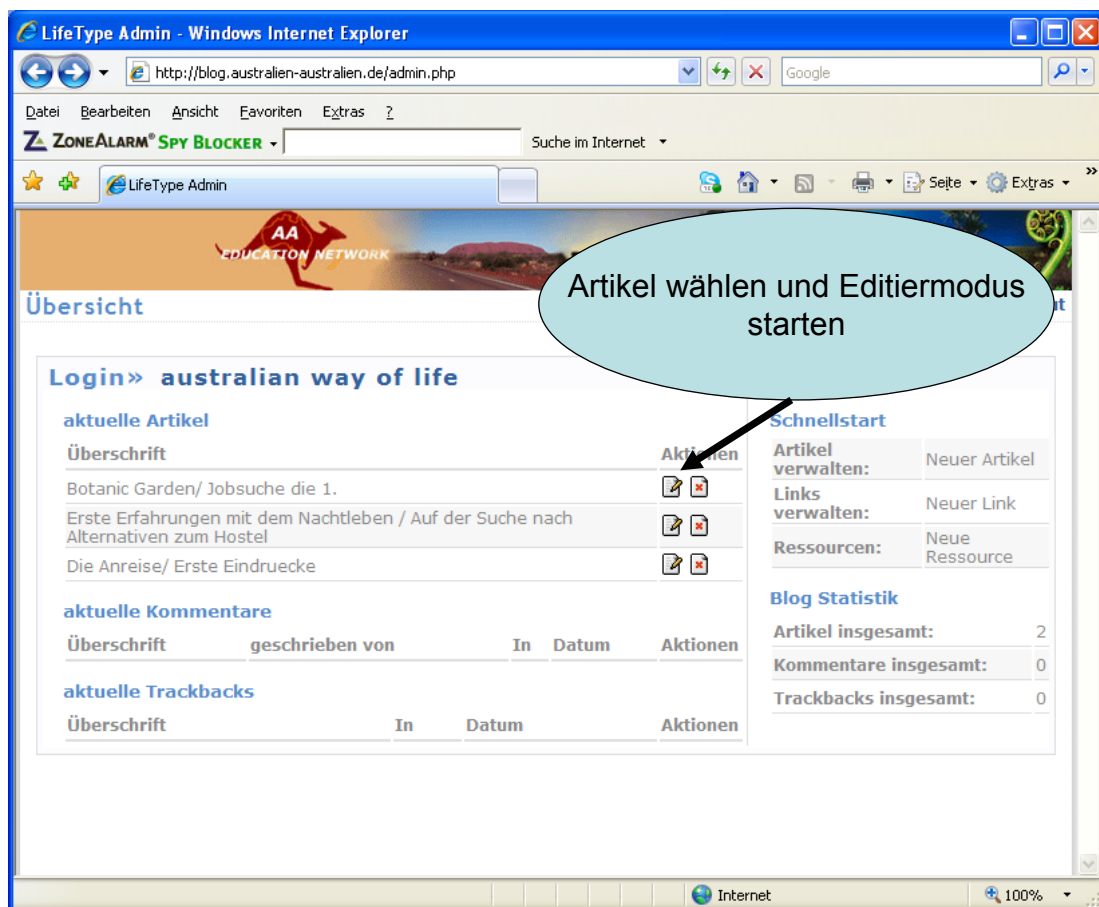 LifeType Admin - Windows Internet Explorer
http://blog.australien-australien.de/admin.php
Google
Datei Bearbeiten Ansicht Favoriten Extras ?
ZA ZONEALARM® SPY BLOCKER
Suche im Internet
LifeType Admin
Seite
Extras
»
AA
EDUCATION NETWORK
Artikel wählen und Editiermodus
starten
Übersicht
Login» australian way of life
aktuelle Artikel
Überschrift Aktionen
Botanic Garden/ Jobsuche die 1.
Erste Erfahrungen mit dem Nachtleben / Auf der Suche nach
Alternativen zum Hostel
Die Anreise/ Erste Eindruecke
aktuelle Kommentare
Überschrift geschrieben von In Datum Aktionen
aktuelle Trackbacks
Überschrift In Datum Aktionen
Schnellstart
Artikel
verwalten:
Neuer Artikel
Links
verwalten:
Neuer Link
Ressourcen:
Neue
Ressource
Blog Statistik
Artikel insgesamt: 2
Kommentare insgesamt: 0
Trackbacks insgesamt: 0
Internet
100%